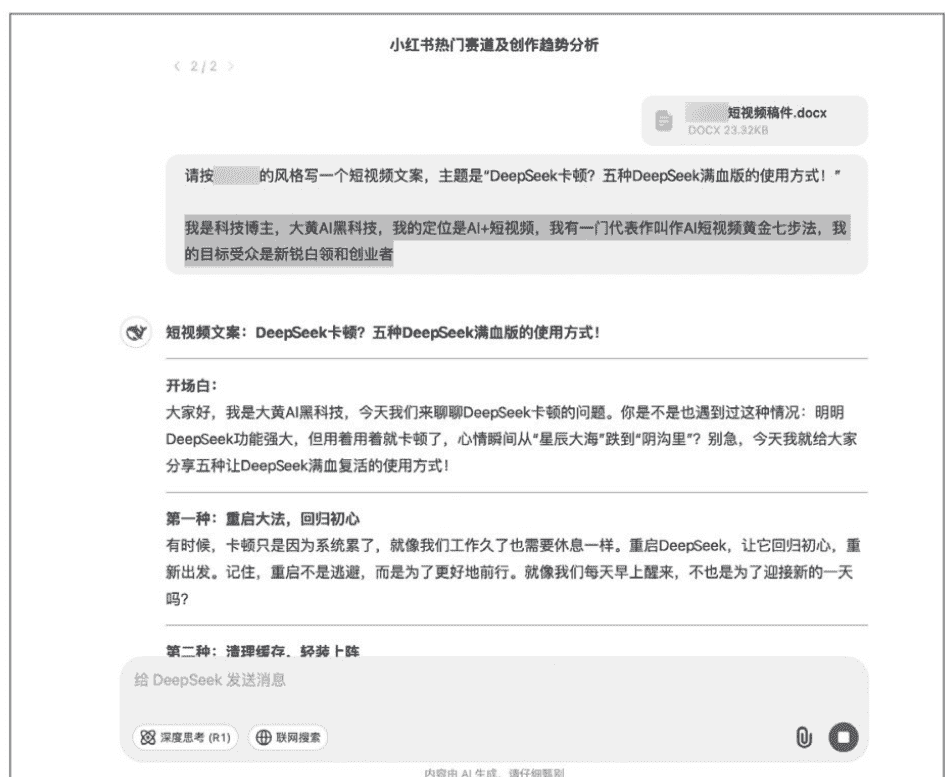 小红书热门赛道及创作趋势分析
< 2 / 2 >
短视频稿件.docx
DOCX 23.32KB
请按 的风格写一个短视频文案，主题是“DeepSeek卡顿？五种DeepSeek满血版的使用方式！”
我是科技博主，大黄AI黑科技，我的定位是AI+短视频，我有一门代表作叫作AI短视频黄金七步法，我
的目标受众是新锐白领和创业者
短视频文案：DeepSeek卡顿？五种DeepSeek满血版的使用方式！
开场白：
大家好，我是大黄AI黑科技，今天我们来聊聊DeepSeek卡顿的问题。你是不是也遇到过这种情况：明明
DeepSeek功能强大，但用着用着就卡顿了，心情瞬间从“星辰大海”跌到“阴沟里”？别急，今天我就给大家
分享五种让DeepSeek满血复活的使用方式！
第一种：重启大法，回归初心
有时候，卡顿只是因为系统累了，就像我们工作久了也需要休息一样。重启DeepSeek，让它回归初心，重
新出发。记住，重启不是逃避，而是为了更好地前行。就像我们每天早上醒来，不也是为了迎接新的一天
吗？
第二种：清理缓存，轻装上阵
给 DeepSeek 发送消息
深度思考 (R1) 联网搜索
内容由 AI 生成，请仔细甄别